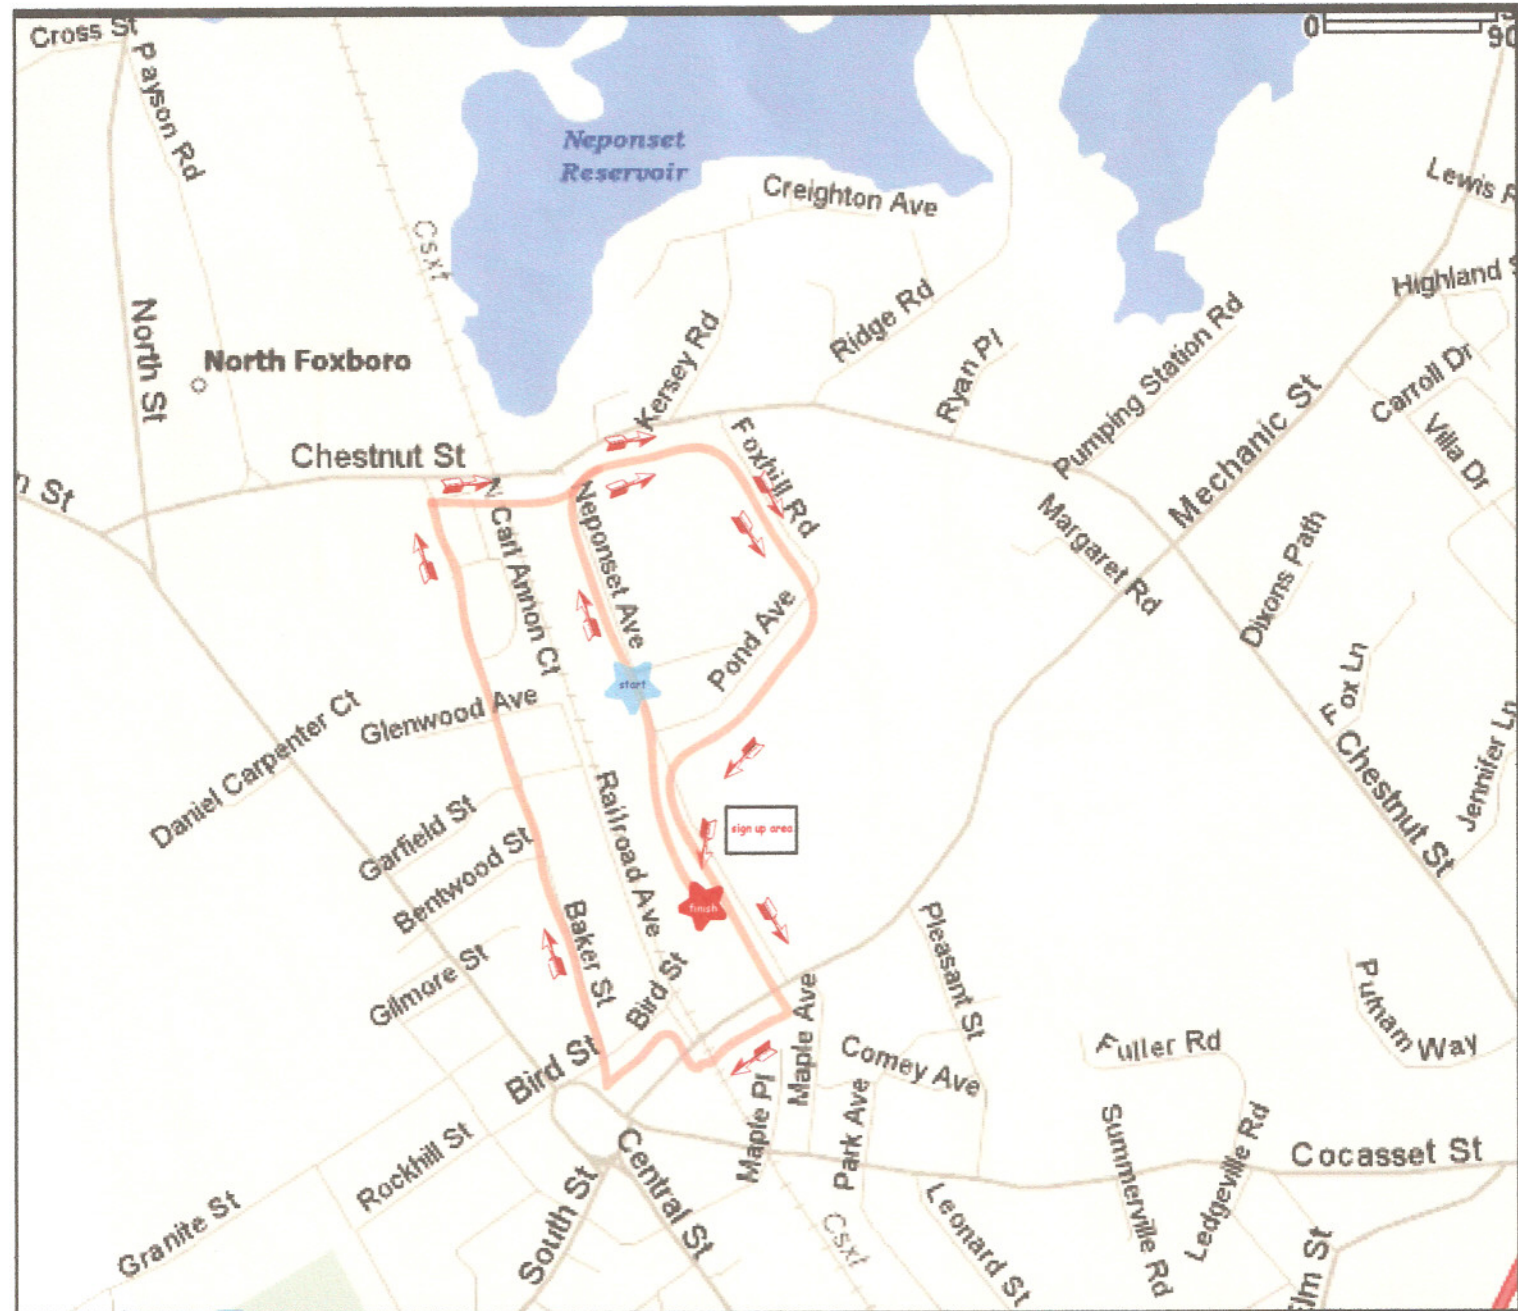 Cross St
Payson Rd
0
90
Neponset
Reservoir
Creighton Ave
Lewis R
Csxt
Highland S
North St
North Foxboro
Kersey Rd
Ridge Rd
Ryan Pl
Pumping Station Rd
Mechanic St
Carroll Dr
Villa Dr
Chestnut St
n St
Foxhill Rd
N Carl Annon Ct
Neponset Ave
Margaret Rd
Dixons Path
Pond Ave
start
Fox Ln
Daniel Carpenter Ct
Glenwood Ave
Jennifer Ln
F Chestnut St
Garfield St
Railroad Ave
sign up area
Bentwood St
finish
Baker St
Pleasant St
Gilmore St
Bird St
Maple Ave
Putnam Way
Bird St
Comey Ave
Fuller Rd
Maple Pl
Park Ave
Rockhill St
Central St
Summerville Rd
Ledgeville Rd
Cocasset St
Granite St
South St
Csxt
Leonard St
lm St